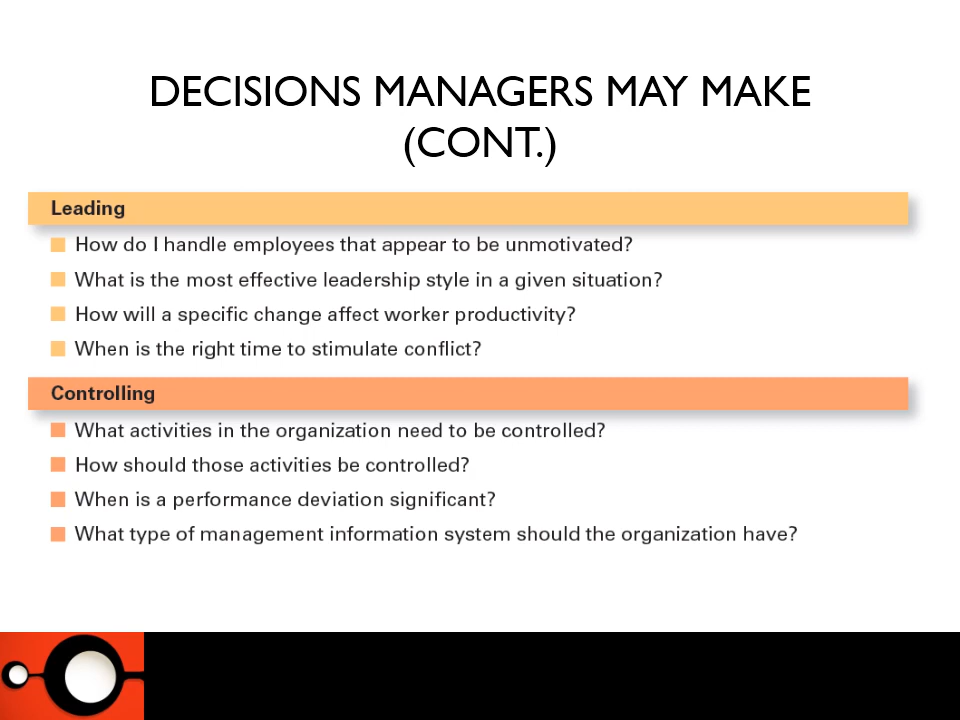 DECISIONS MANAGERS MAY MAKE
(CONT.)
Leading
How do I handle employees that appear to be unmotivated?
What is the most effective leadership style in a given situation?
How will a specific change affect worker productivity?
When is the right time to stimulate conflict?
Controlling
What activities in the organization need to be controlled?
How should those activities be controlled?
When is a performance deviation significant?
What type of management information system should the organization have?